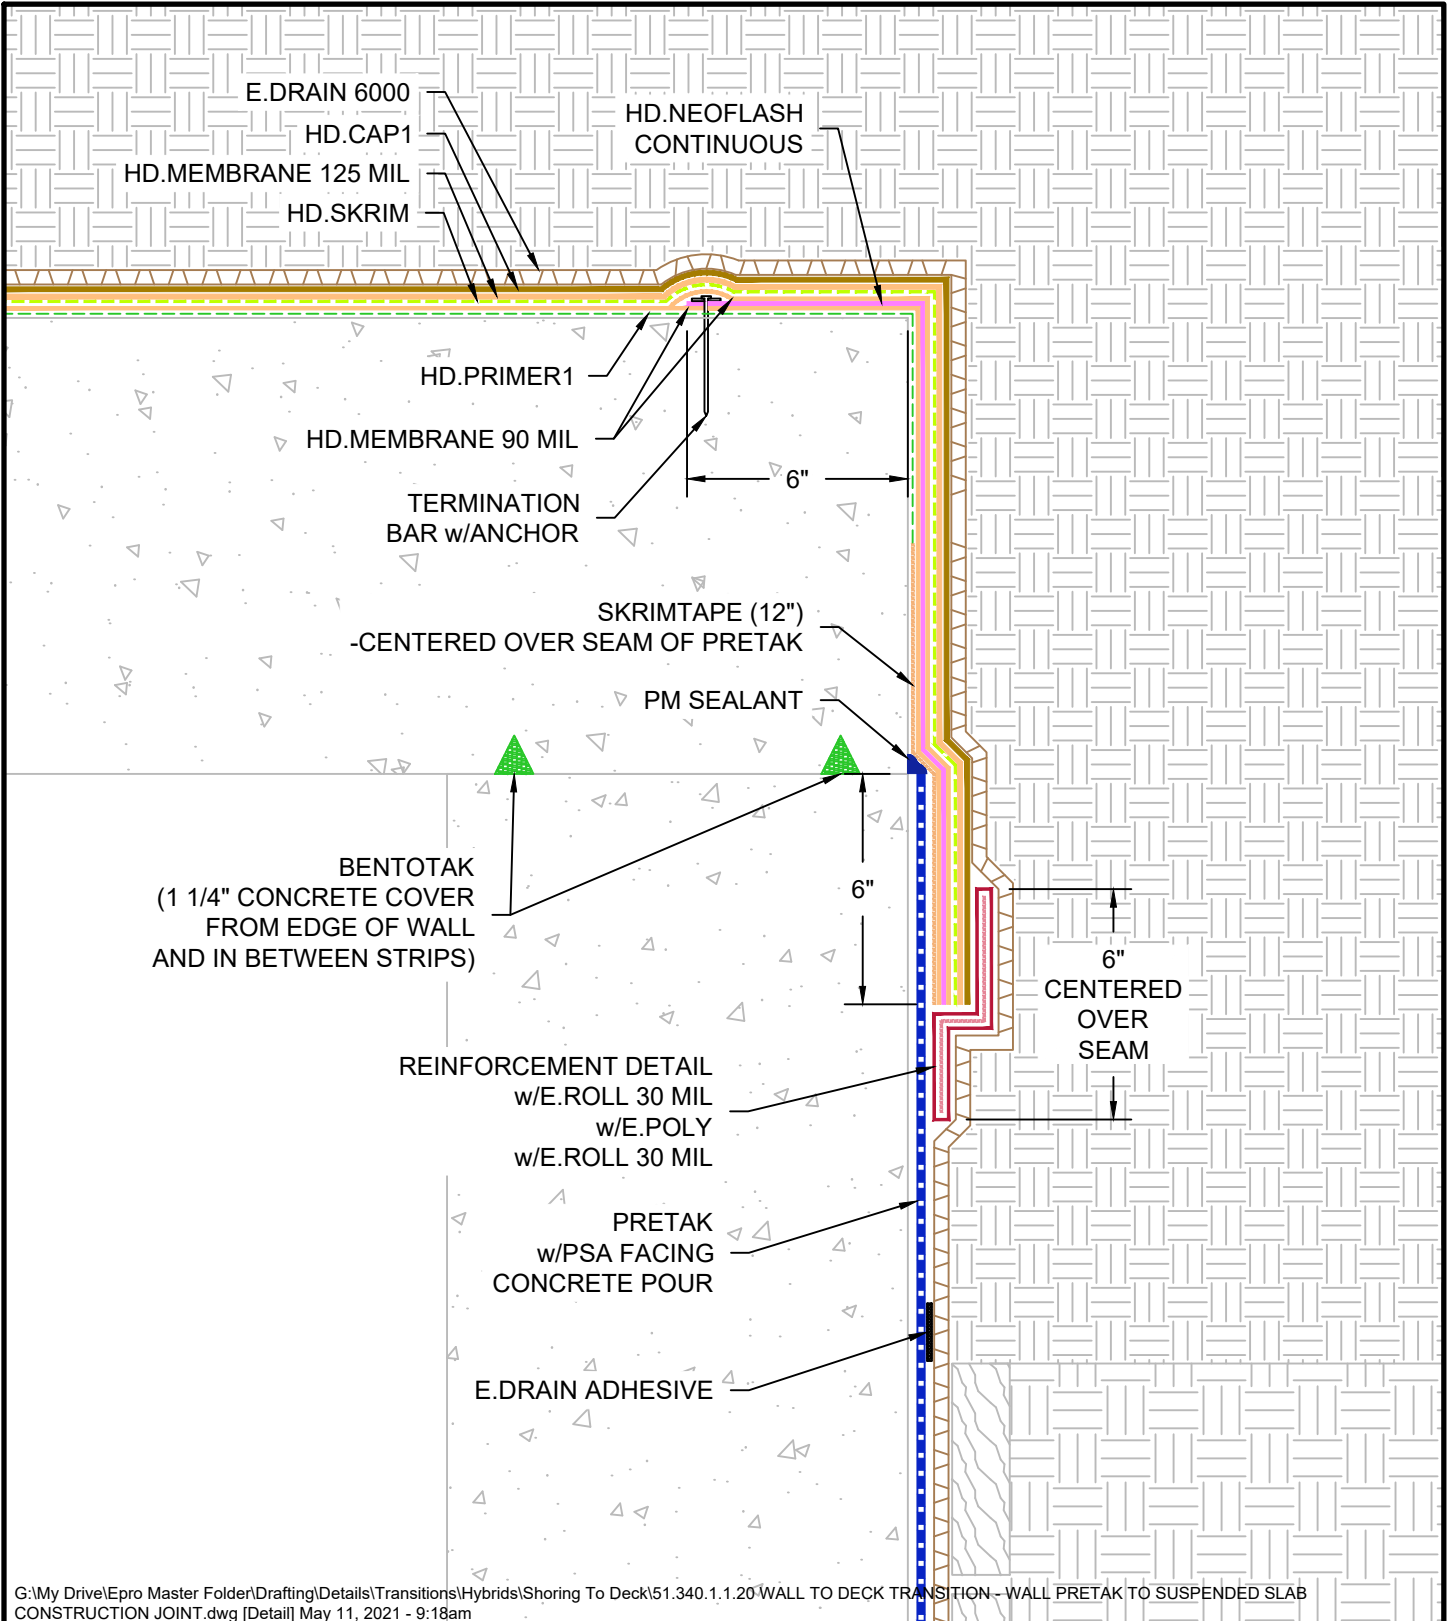 E.DRAIN 6000
HD.CAP1
HD.MEMBRANE 125 MIL
HD.SKRIM
HD.NEOFLASH
CONTINUOUS
HD.PRIMER1
HD.MEMBRANE 90 MIL
6"
TERMINATION
BAR w/ANCHOR
SKRIMTAPE (12")
-CENTERED OVER SEAM OF PRETAK
PM SEALANT
BENTOTAK
(1 1/4" CONCRETE COVER
FROM EDGE OF WALL
AND IN BETWEEN STRIPS)
6"
6"
CENTERED
OVER
SEAM
REINFORCEMENT DETAIL
w/E.ROLL 30 MIL
w/E.POLY
w/E.ROLL 30 MIL
PRETAK
w/PSA FACING
CONCRETE POUR
E.DRAIN ADHESIVE
G:\My Drive\Epro Master Folder\Drafting\Details\Transitions\Hybrids\Shoring To Deck\51.340.1.1.20 WALL TO DECK TRANSITION - WALL PRETAK TO SUSPENDED SLAB
CONSTRUCTION JOINT.dwg [Detail] May 11, 2021 - 9:18am